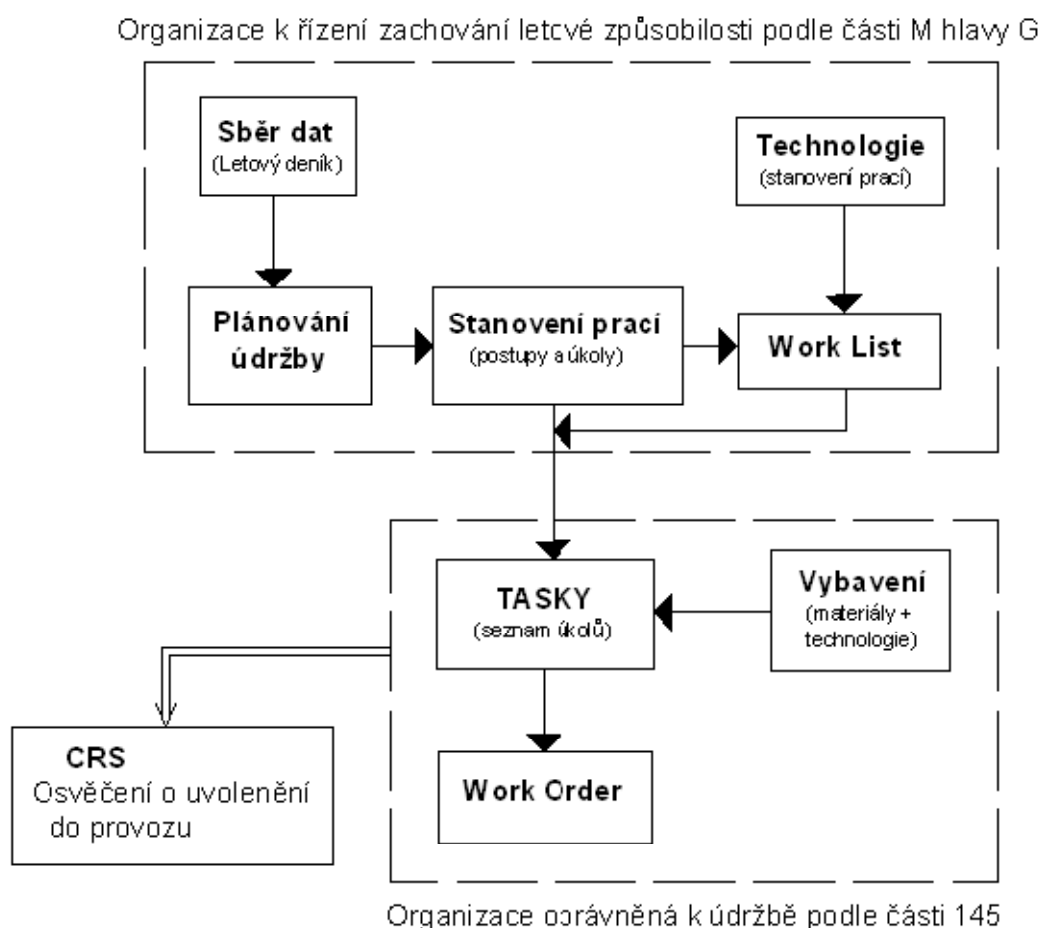 Organizace k řízení zachování letcvé způsobilosti podle části M hlavy G
Sběr dat
(Letový deník)
Technologie
(stanovení prací)
Plánování
údržby
Stanovení prací
(postupy a úkoly)
Work List
TASKY
(seznam úkolů)
Vybavení
(materiály +
technologie)
CRS
Osvěčení o uvolenění
do provozu
Work Order
Organizace oprávněná k údržbě podle části 145